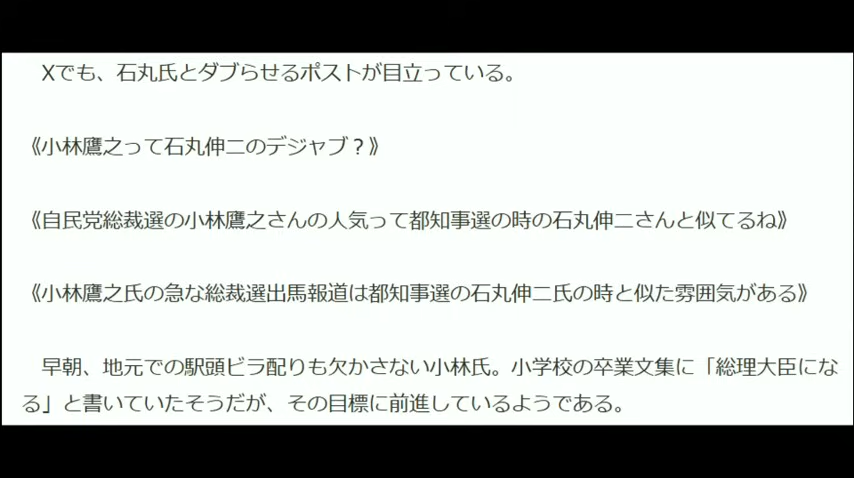 Xでも、石丸氏とダブらせるポストが目立っている。
《小林鷹之って石丸伸二のデジャブ？》
《自民党総裁選の小林鷹之さんの人気って都知事選の時の石丸伸二さんと似てるね》
《小林鷹之氏の急な総裁選出馬報道は都知事選の石丸伸二氏の時と似た雰囲気がある》
早朝、地元での駅頭ビラ配りも欠かさない小林氏。小学校の卒業文集に「総理大臣にな
る」と書いていたそうだが、その目標に前進しているようである。